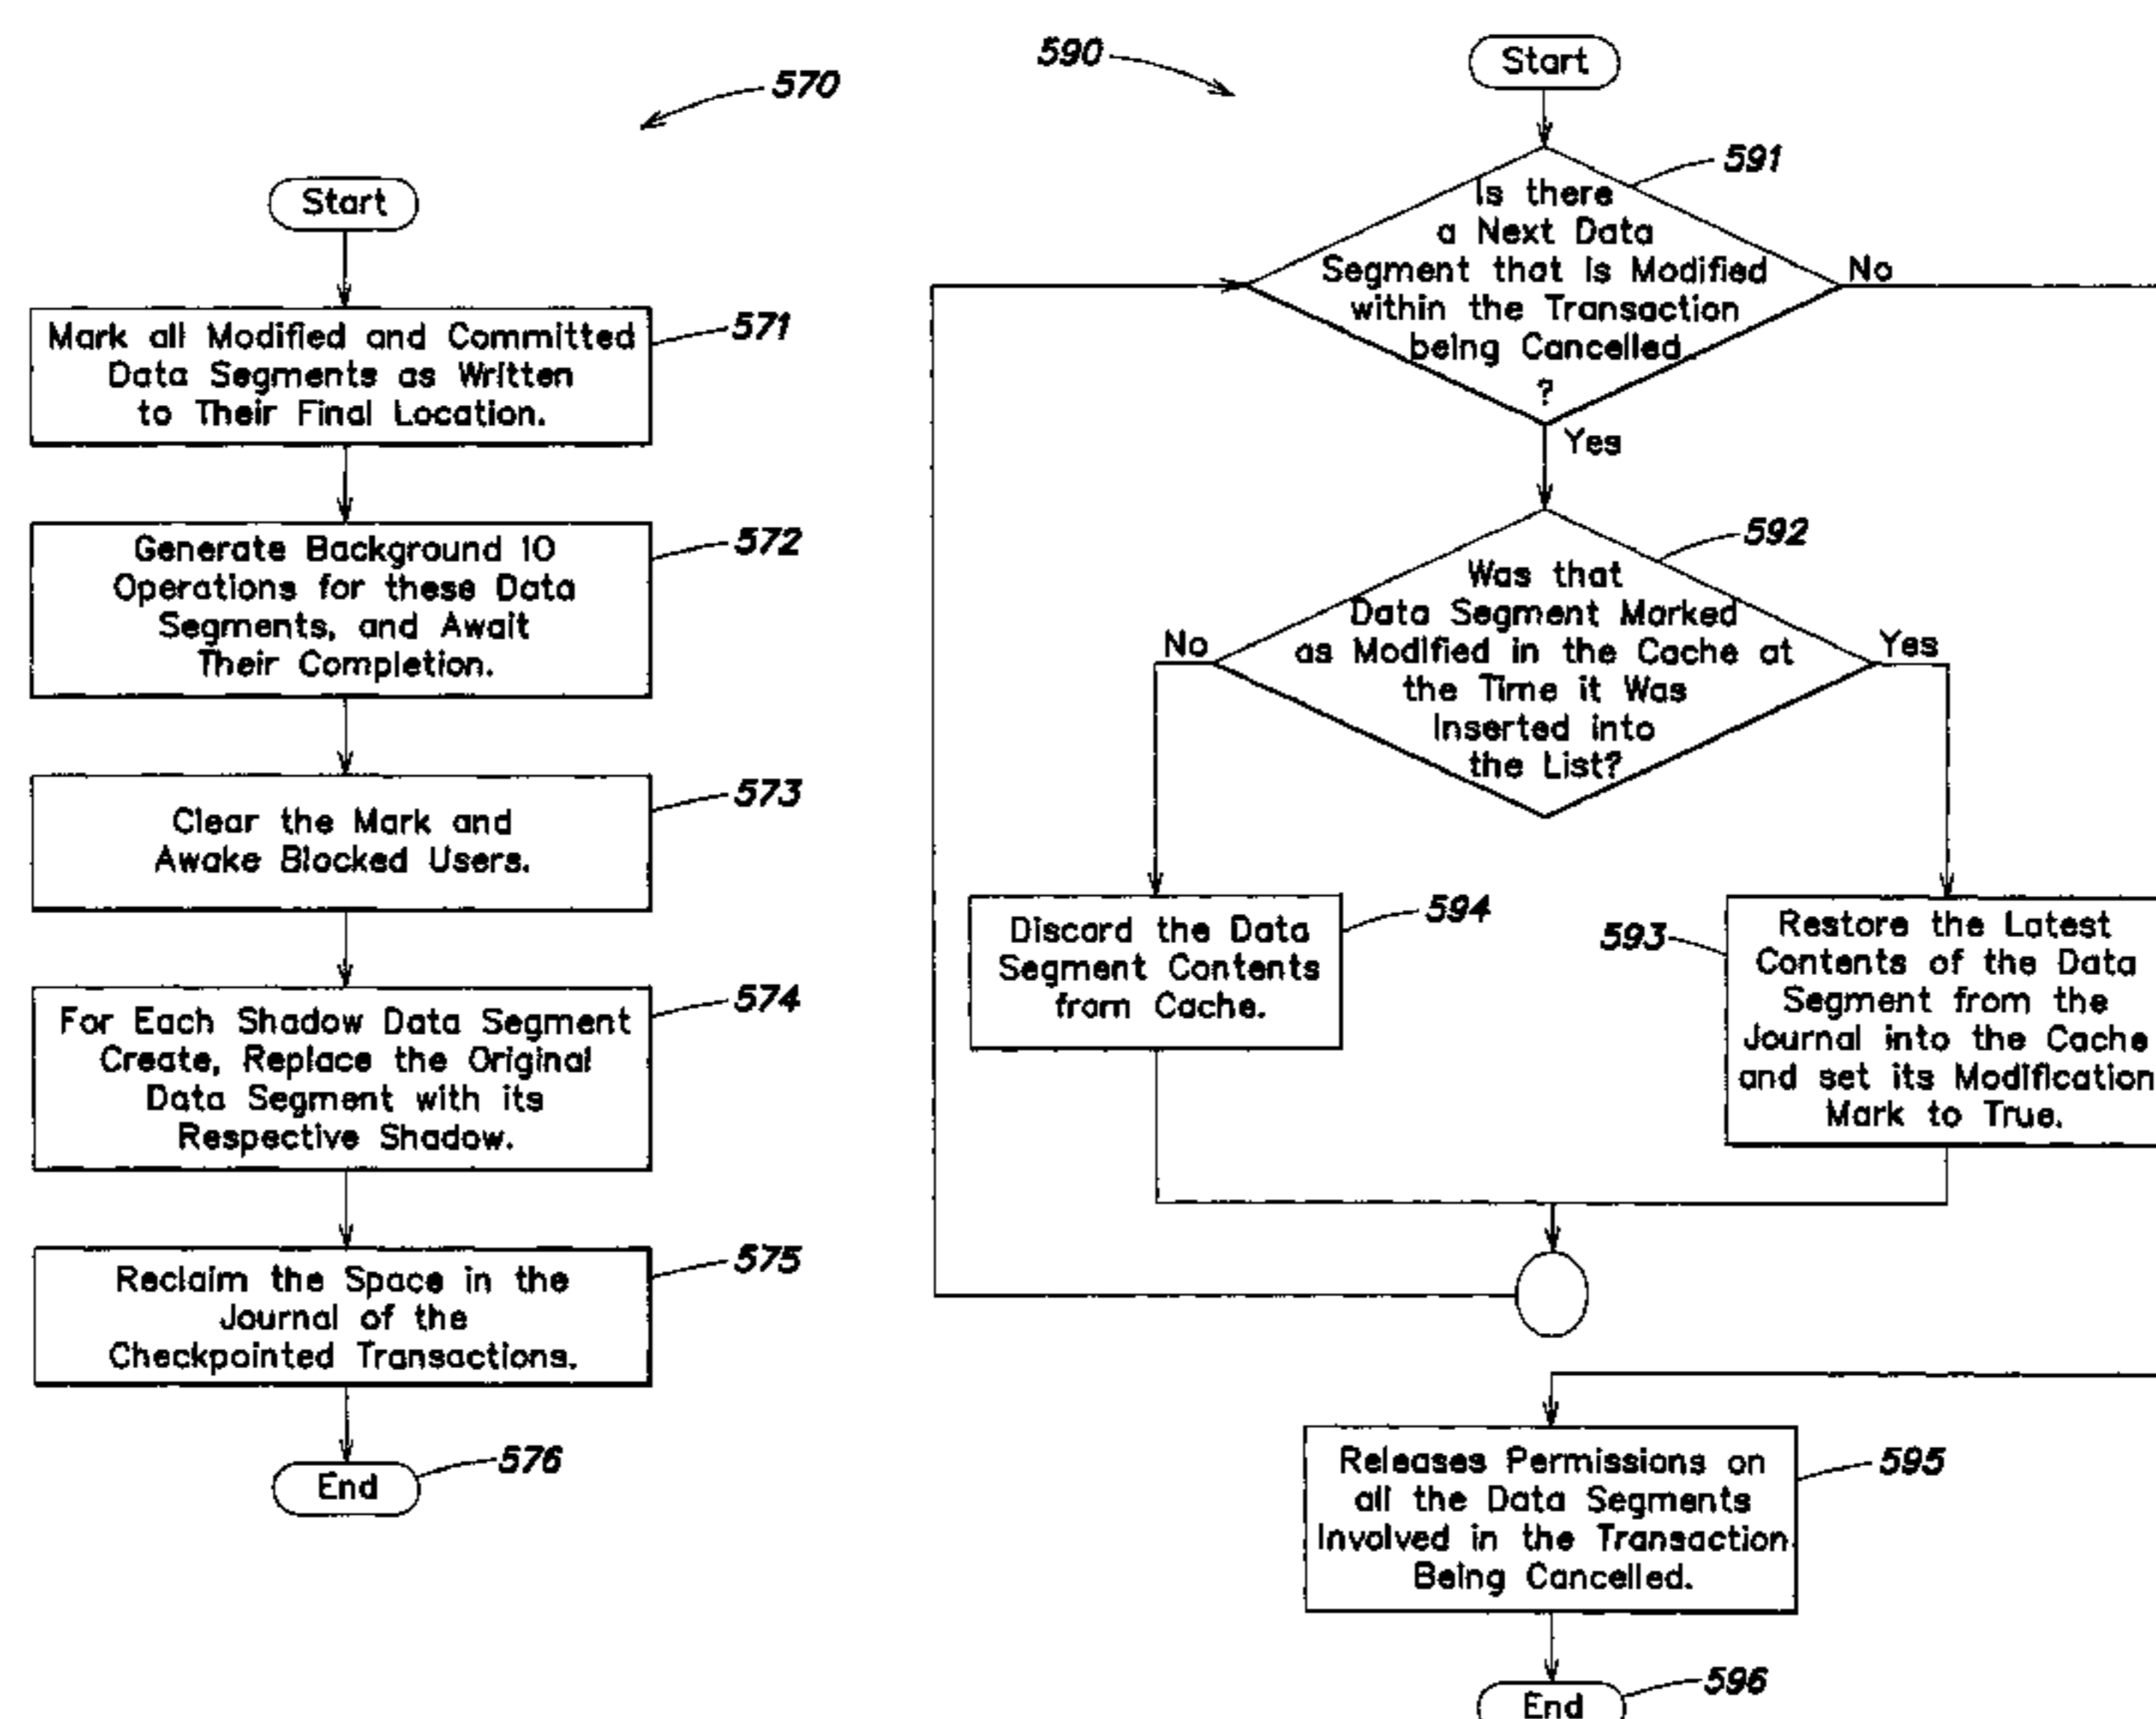 570
Start
Mark all Modified and Committed
Data Segments as Written
to Their Final Location.
571
Generate Background IO
Operations for these Data
Segments, and Await
Their Completion.
572
Clear the Mark and
Awake Blocked Users.
573
For Each Shadow Data Segment
Create, Replace the Original
Data Segment with its
Respective Shadow.
574
Reclaim the Space in the
Journal of the
Checkpointed Transactions.
575
End
576
590
Start
591
Is there
a Next Data
Segment that is Modified
within the Transaction
being Cancelled
?
No
Yes
592
Was that
Data Segment Marked
as Modified in the Cache at
the Time it Was
Inserted into
the List?
No
Yes
Discard the Data
Segment Contents
from Cache.
594
593
Restore the Latest
Contents of the Data
Segment from the
Journal into the Cache
and set its Modification
Mark to True.
Releases Permissions on
all the Data Segments
Involved in the Transaction
Being Cancelled.
595
End
596